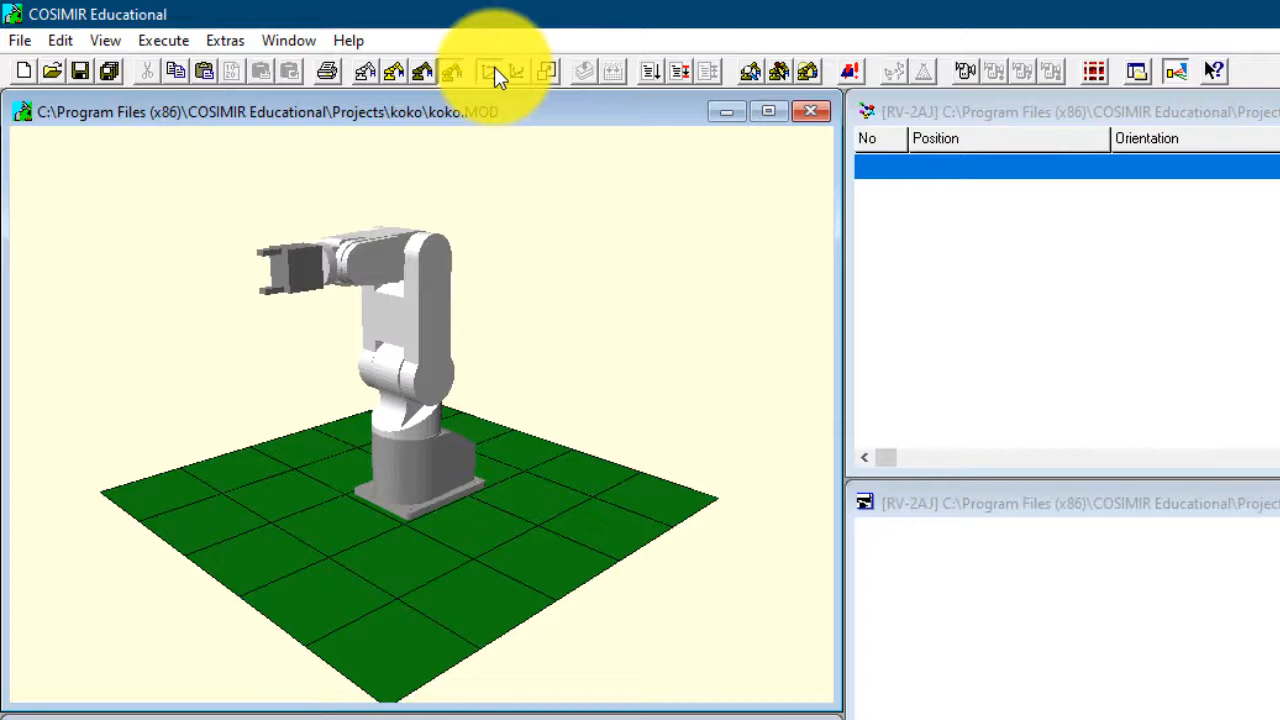 COSIMIR Educational
File Edit View Execute Extras Window Help
C:\Program Files (x86)\COSIMIR Educational\Projects\koko\koko.MOD
[RV-2AJ] C:\Program Files (x86)\COSIMIR Educational\Project
No Position Orientation
[RV-2AJ] C:\Program Files (x86)\COSIMIR Educational\Project